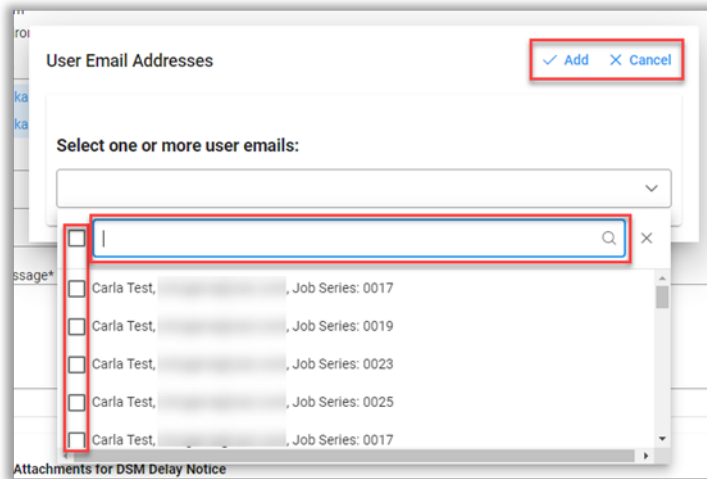 User Email Addresses
Add
Cancel
Select one or more user emails:
ssage*
Carla Test, , Job Series: 0017
Carla Test, , Job Series: 0019
Carla Test, , Job Series: 0023
Carla Test, , Job Series: 0025
Carla Test, , Job Series: 0017
Attachments for DSM Delay Notice